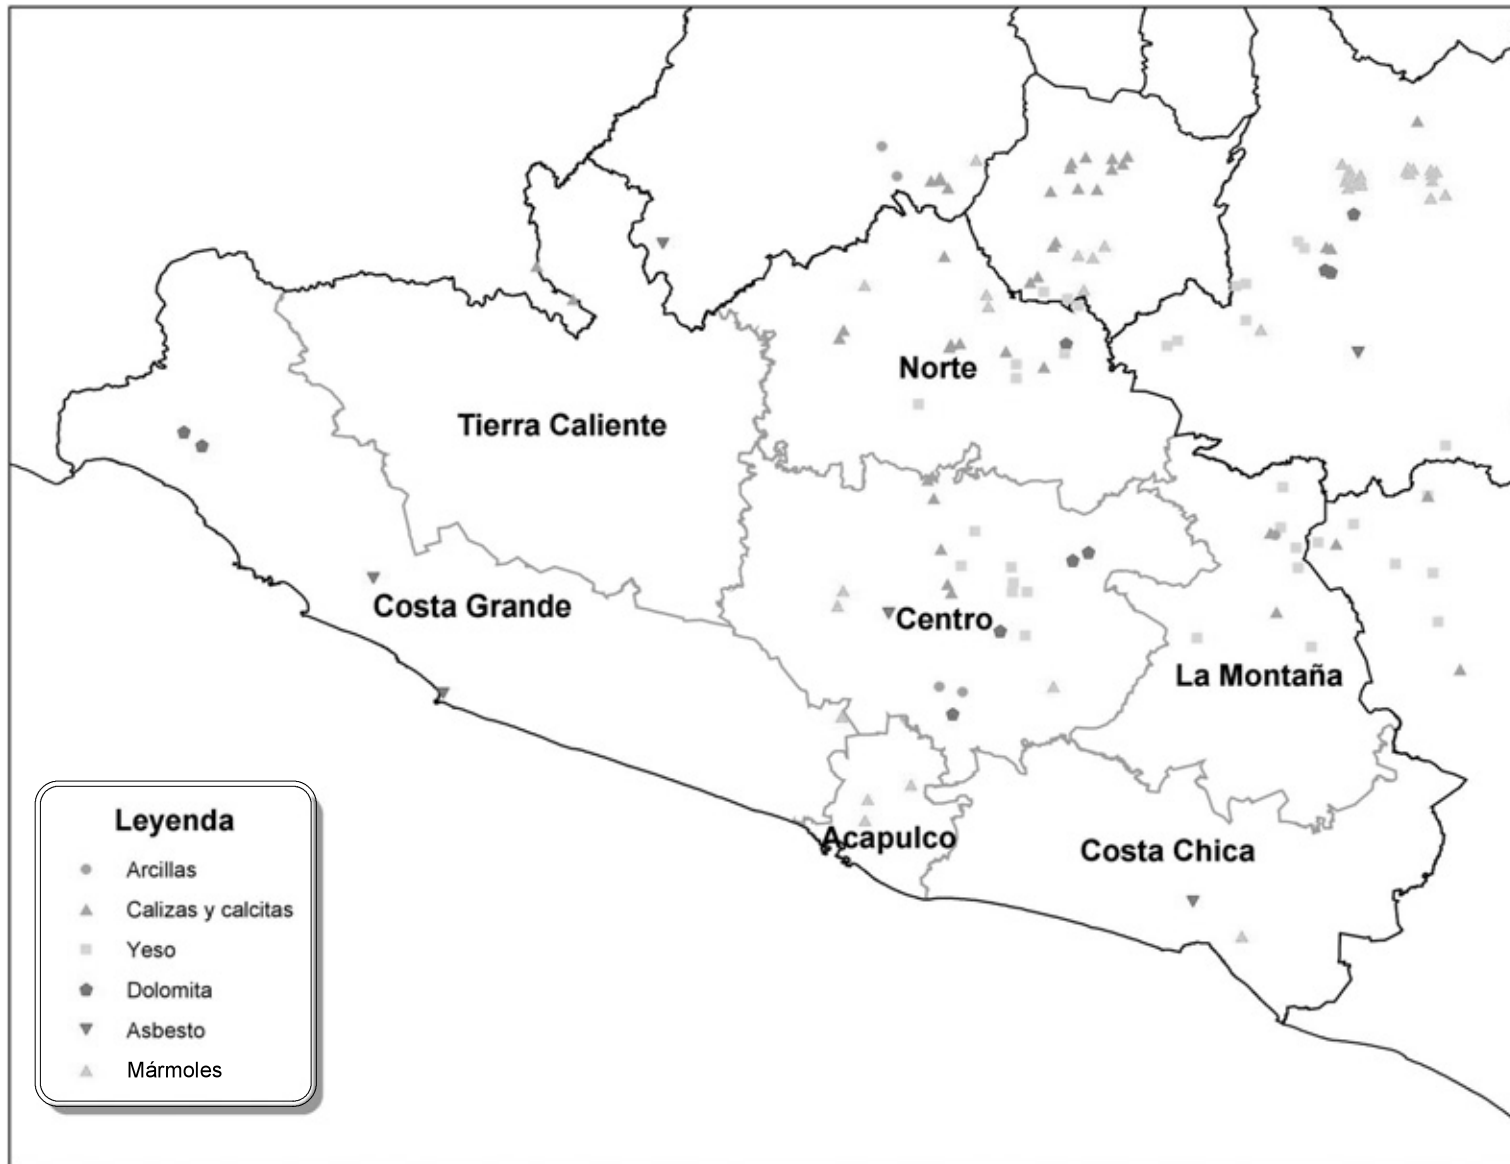 Norte
Tierra Caliente
Costa Grande
Centro
La Montaña
Acapulco
Costa Chica
Leyenda
Arcillas
Calizas y calcitas
Yeso
Dolomita
Asbesto
Mármoles